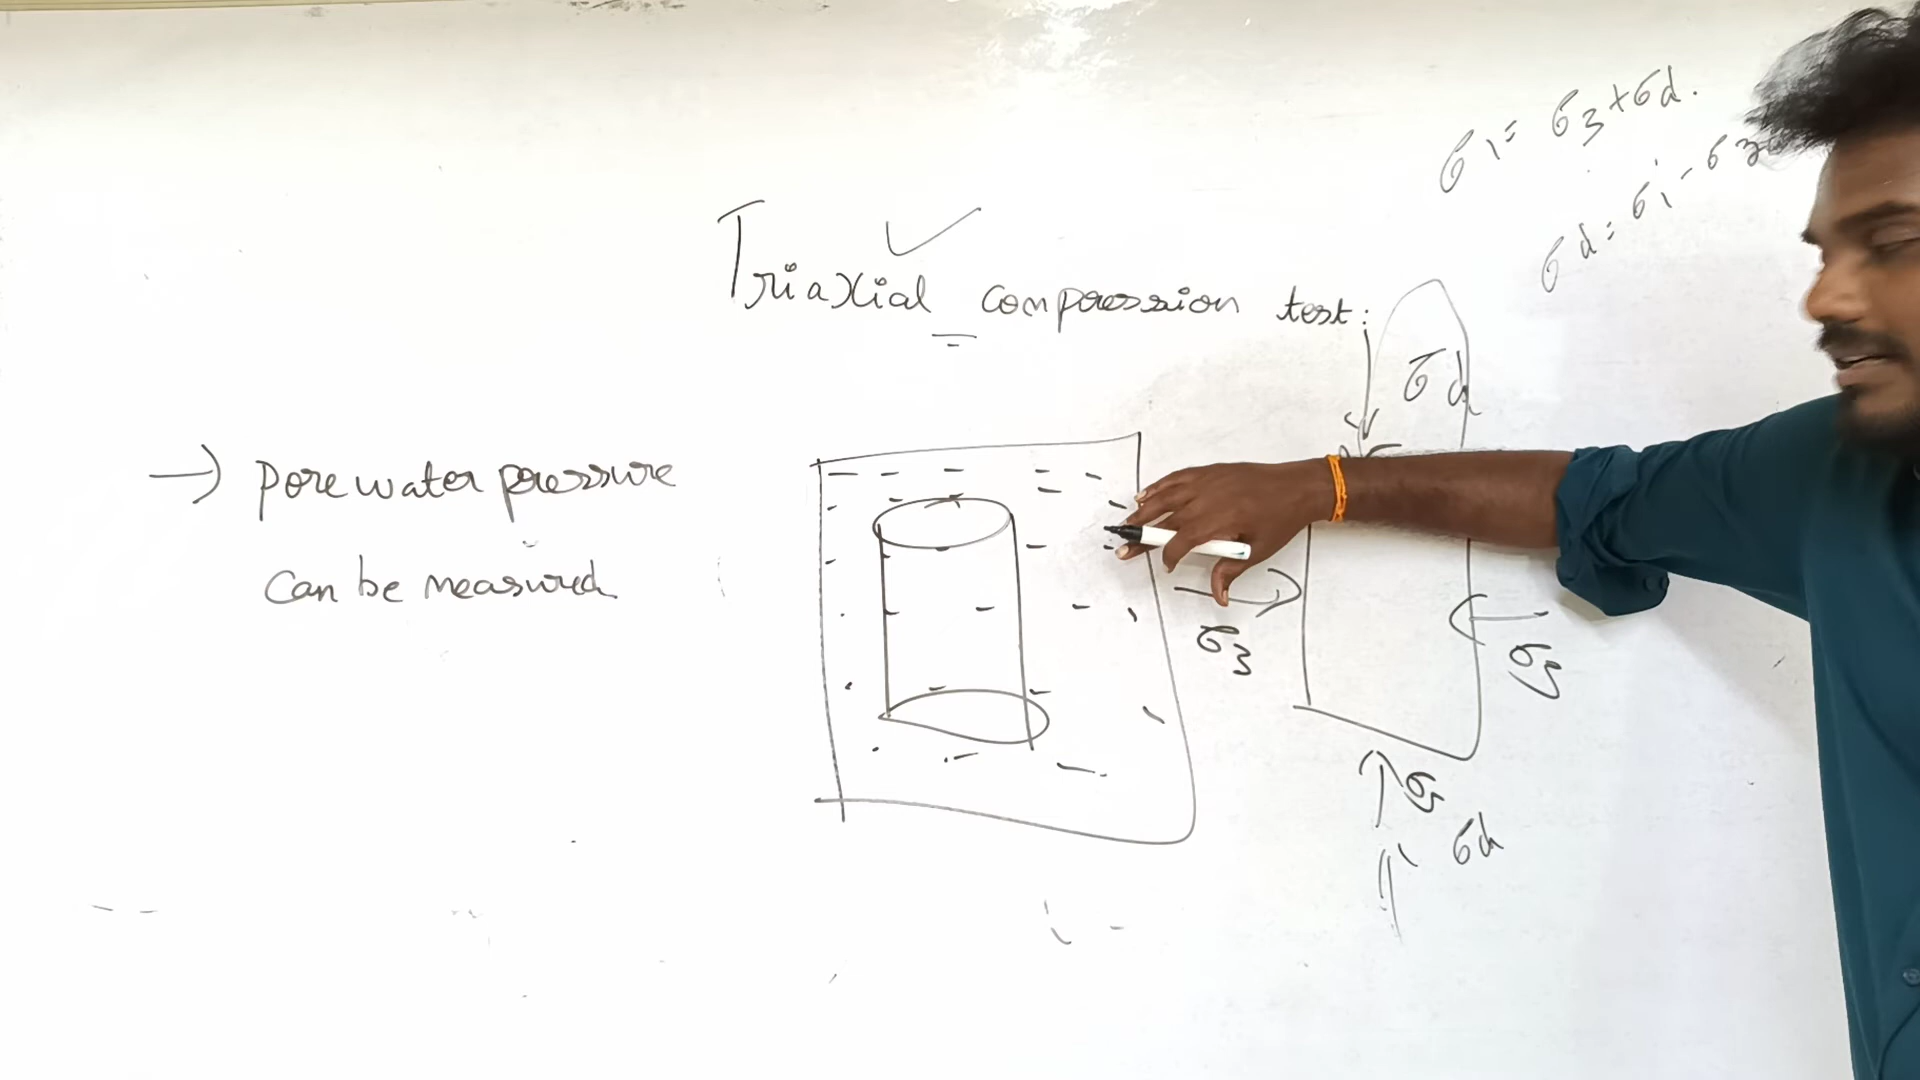 σ1 = σ3 + σd.
σd = σ1 - σ3
Triaxial compression test:
σd
→ pore water pressure
can be measured
σ3
σ3
σ3
σd